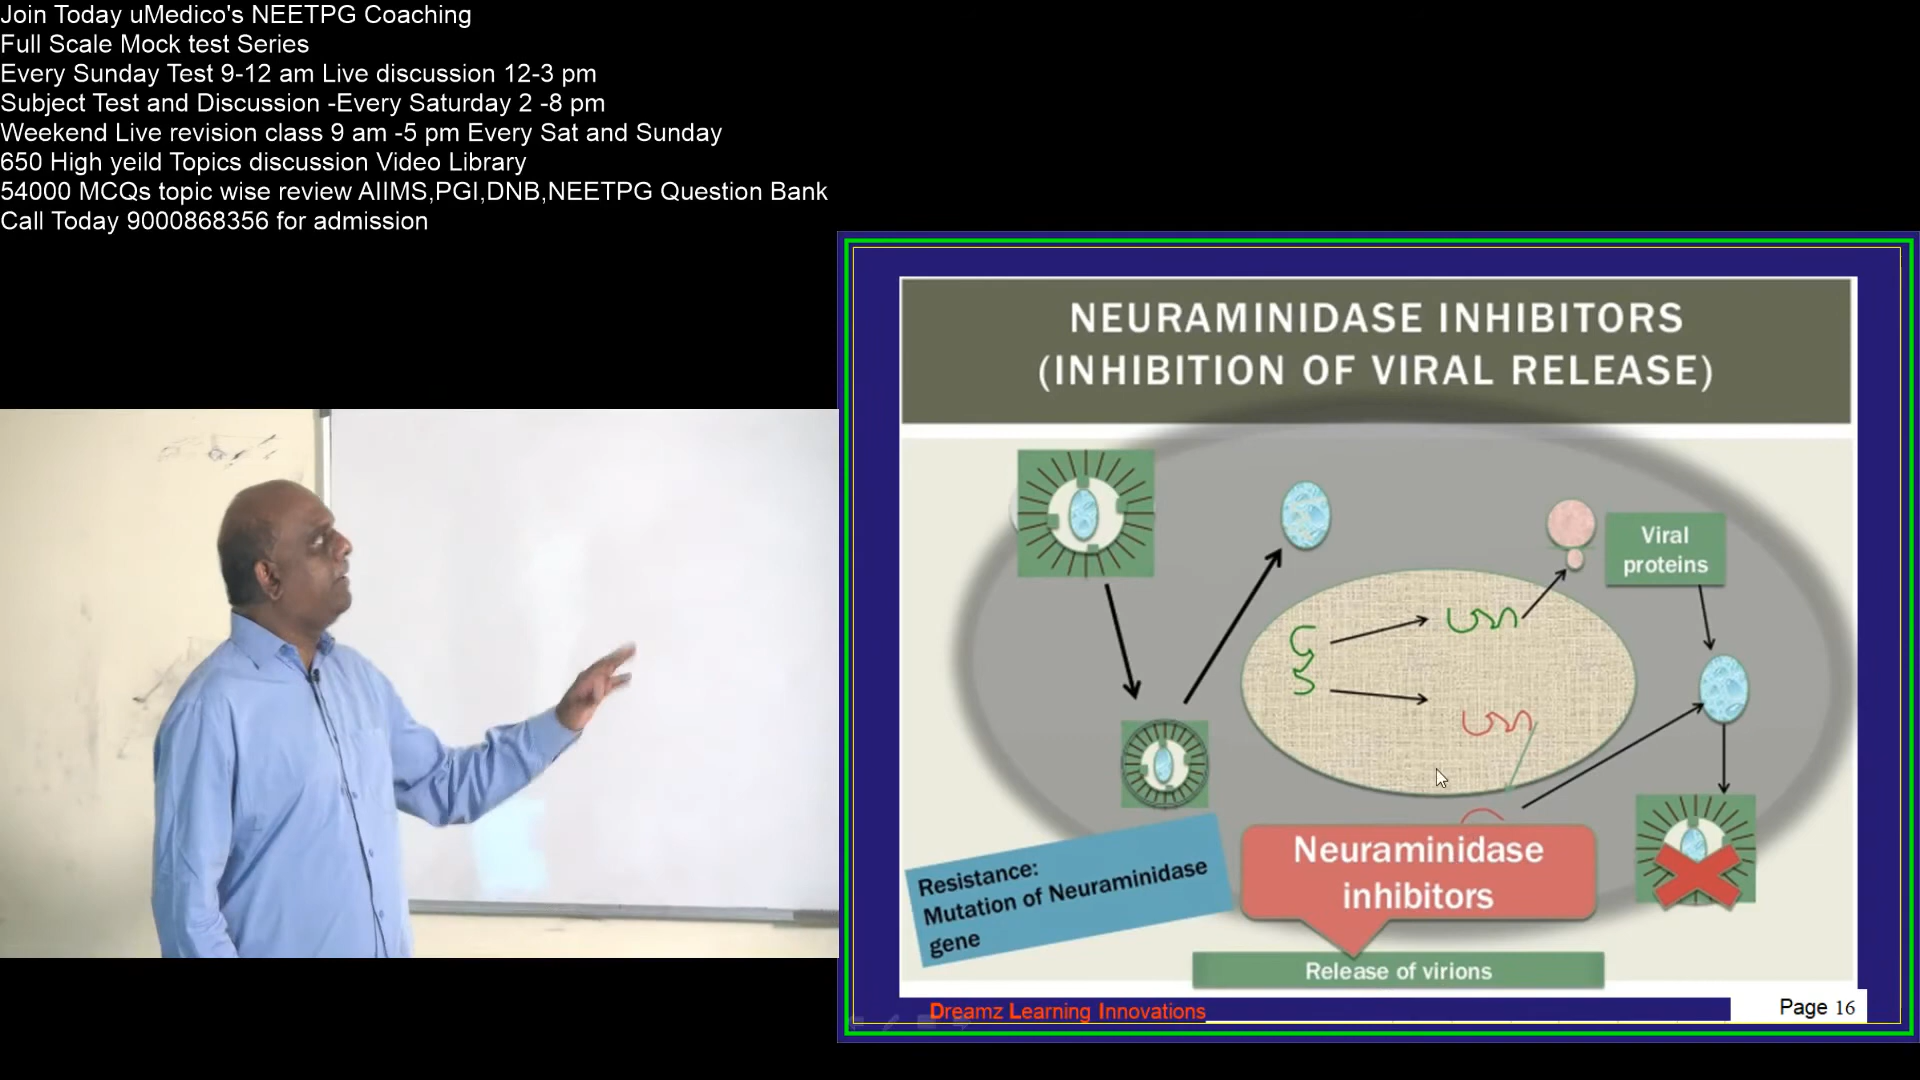 Join Today uMedico's NEETPG Coaching
Full Scale Mock test Series
Every Sunday Test 9-12 am Live discussion 12-3 pm
Subject Test and Discussion -Every Saturday 2 -8 pm
Weekend Live revision class 9 am -5 pm Every Sat and Sunday
650 High yeild Topics discussion Video Library
54000 MCQs topic wise review AIIMS,PGI,DNB,NEETPG Question Bank
Call Today 9000868356 for admission
NEURAMINIDASE INHIBITORS
(INHIBITION OF VIRAL RELEASE)
Viral
proteins
Resistance:
Mutation of Neuraminidase
gene
Neuraminidase
inhibitors
Release of virions
Dreamz Learning Innovations
Page 16